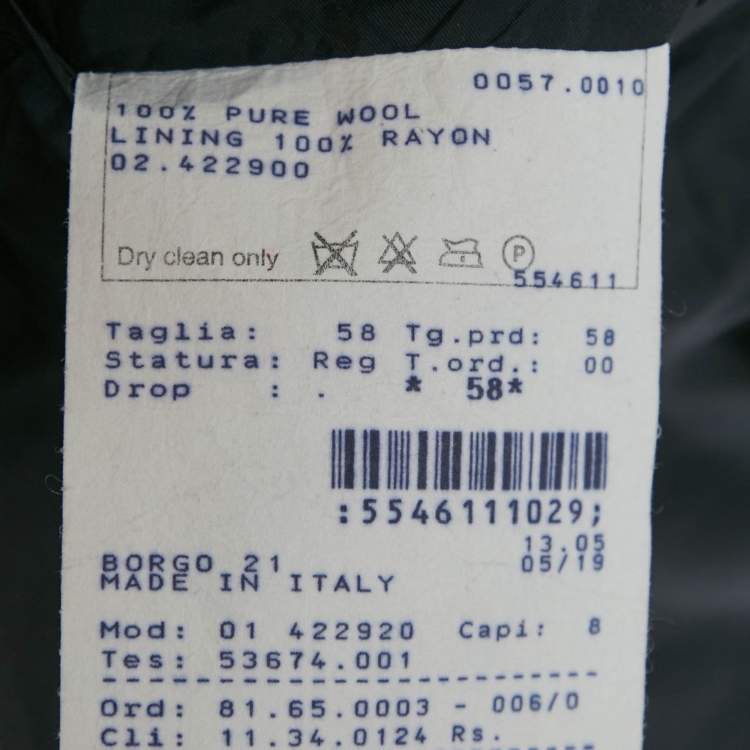 0057.0010
100% PURE WOOL
LINING 100% RAYON
02.422900
Dry clean only P
554611
Taglia: 58 Tg.prd: 58
Statura: Reg T.ord.: 00
Drop : . * 58*
:5546111029;
13.05
BORGO 21 05/19
MADE IN ITALY
Mod: 01 422920 Capi: 8
Tes: 53674.001
Ord: 81.65.0003 - 006/0
Cli: 11.34.0124 Rs.